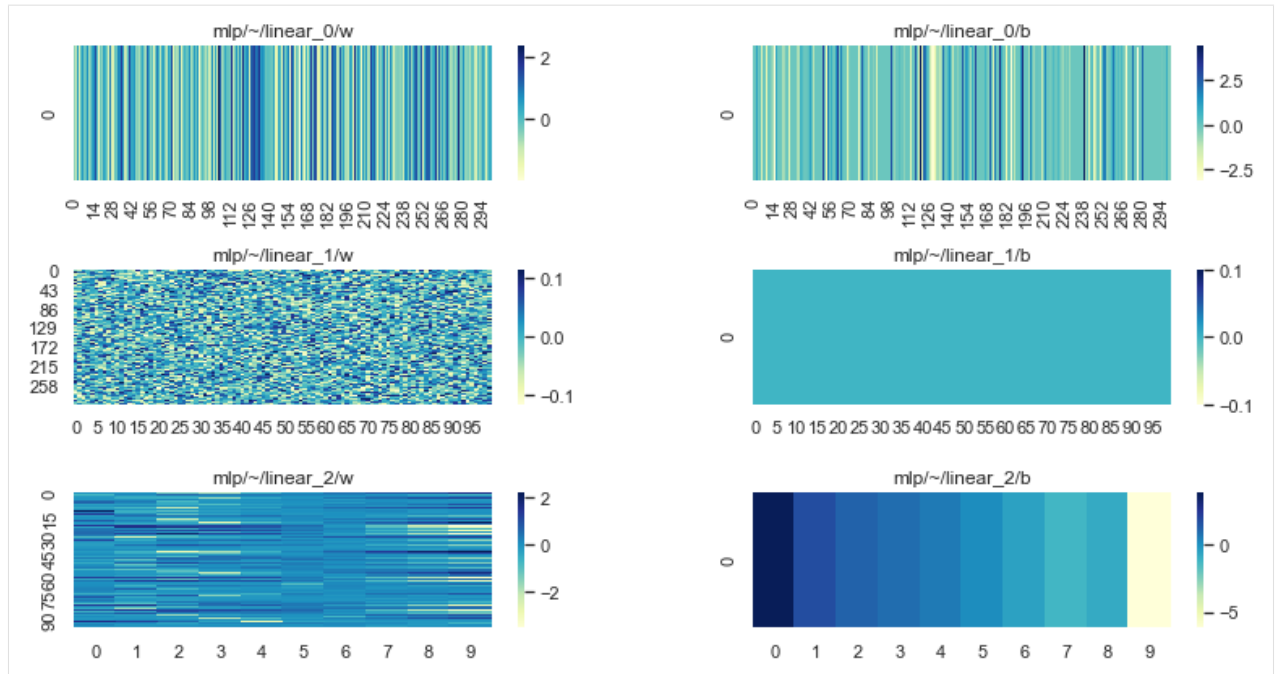 mlp/~/linear_0/w
mlp/~/linear_0/b
2
0
0
0 14 28 42 56 70 84 98 112 126 140 154 168 182 196 210 224 238 252 266 280 294
2.5
0.0
−2.5
0
0 14 28 42 56 70 84 98 112 126 140 154 168 182 196 210 224 238 252 266 280 294
mlp/~/linear_1/w
mlp/~/linear_1/b
0
43
86
129
172
215
258
0.1
0.0
−0.1
0 5 10 15 20 25 30 35 40 45 50 55 60 65 70 75 80 85 90 95
0
0.1
0.0
−0.1
0 5 10 15 20 25 30 35 40 45 50 55 60 65 70 75 80 85 90 95
mlp/~/linear_2/w
mlp/~/linear_2/b
0
15
30
45
60
75
90
2
0
−2
0 1 2 3 4 5 6 7 8 9
0
0
−5
0 1 2 3 4 5 6 7 8 9